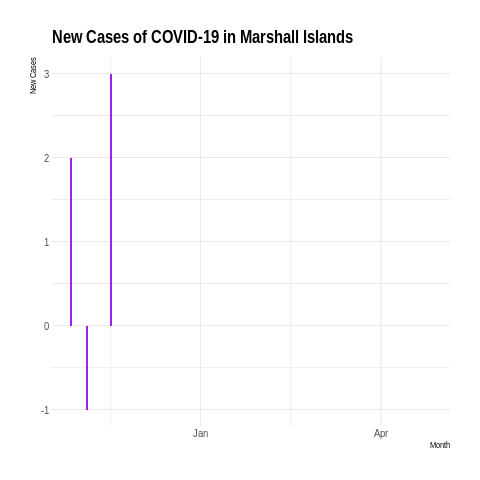 New Cases of COVID-19 in Marshall Islands
New Cases
3
2
1
0
-1
Jan
Apr
Month